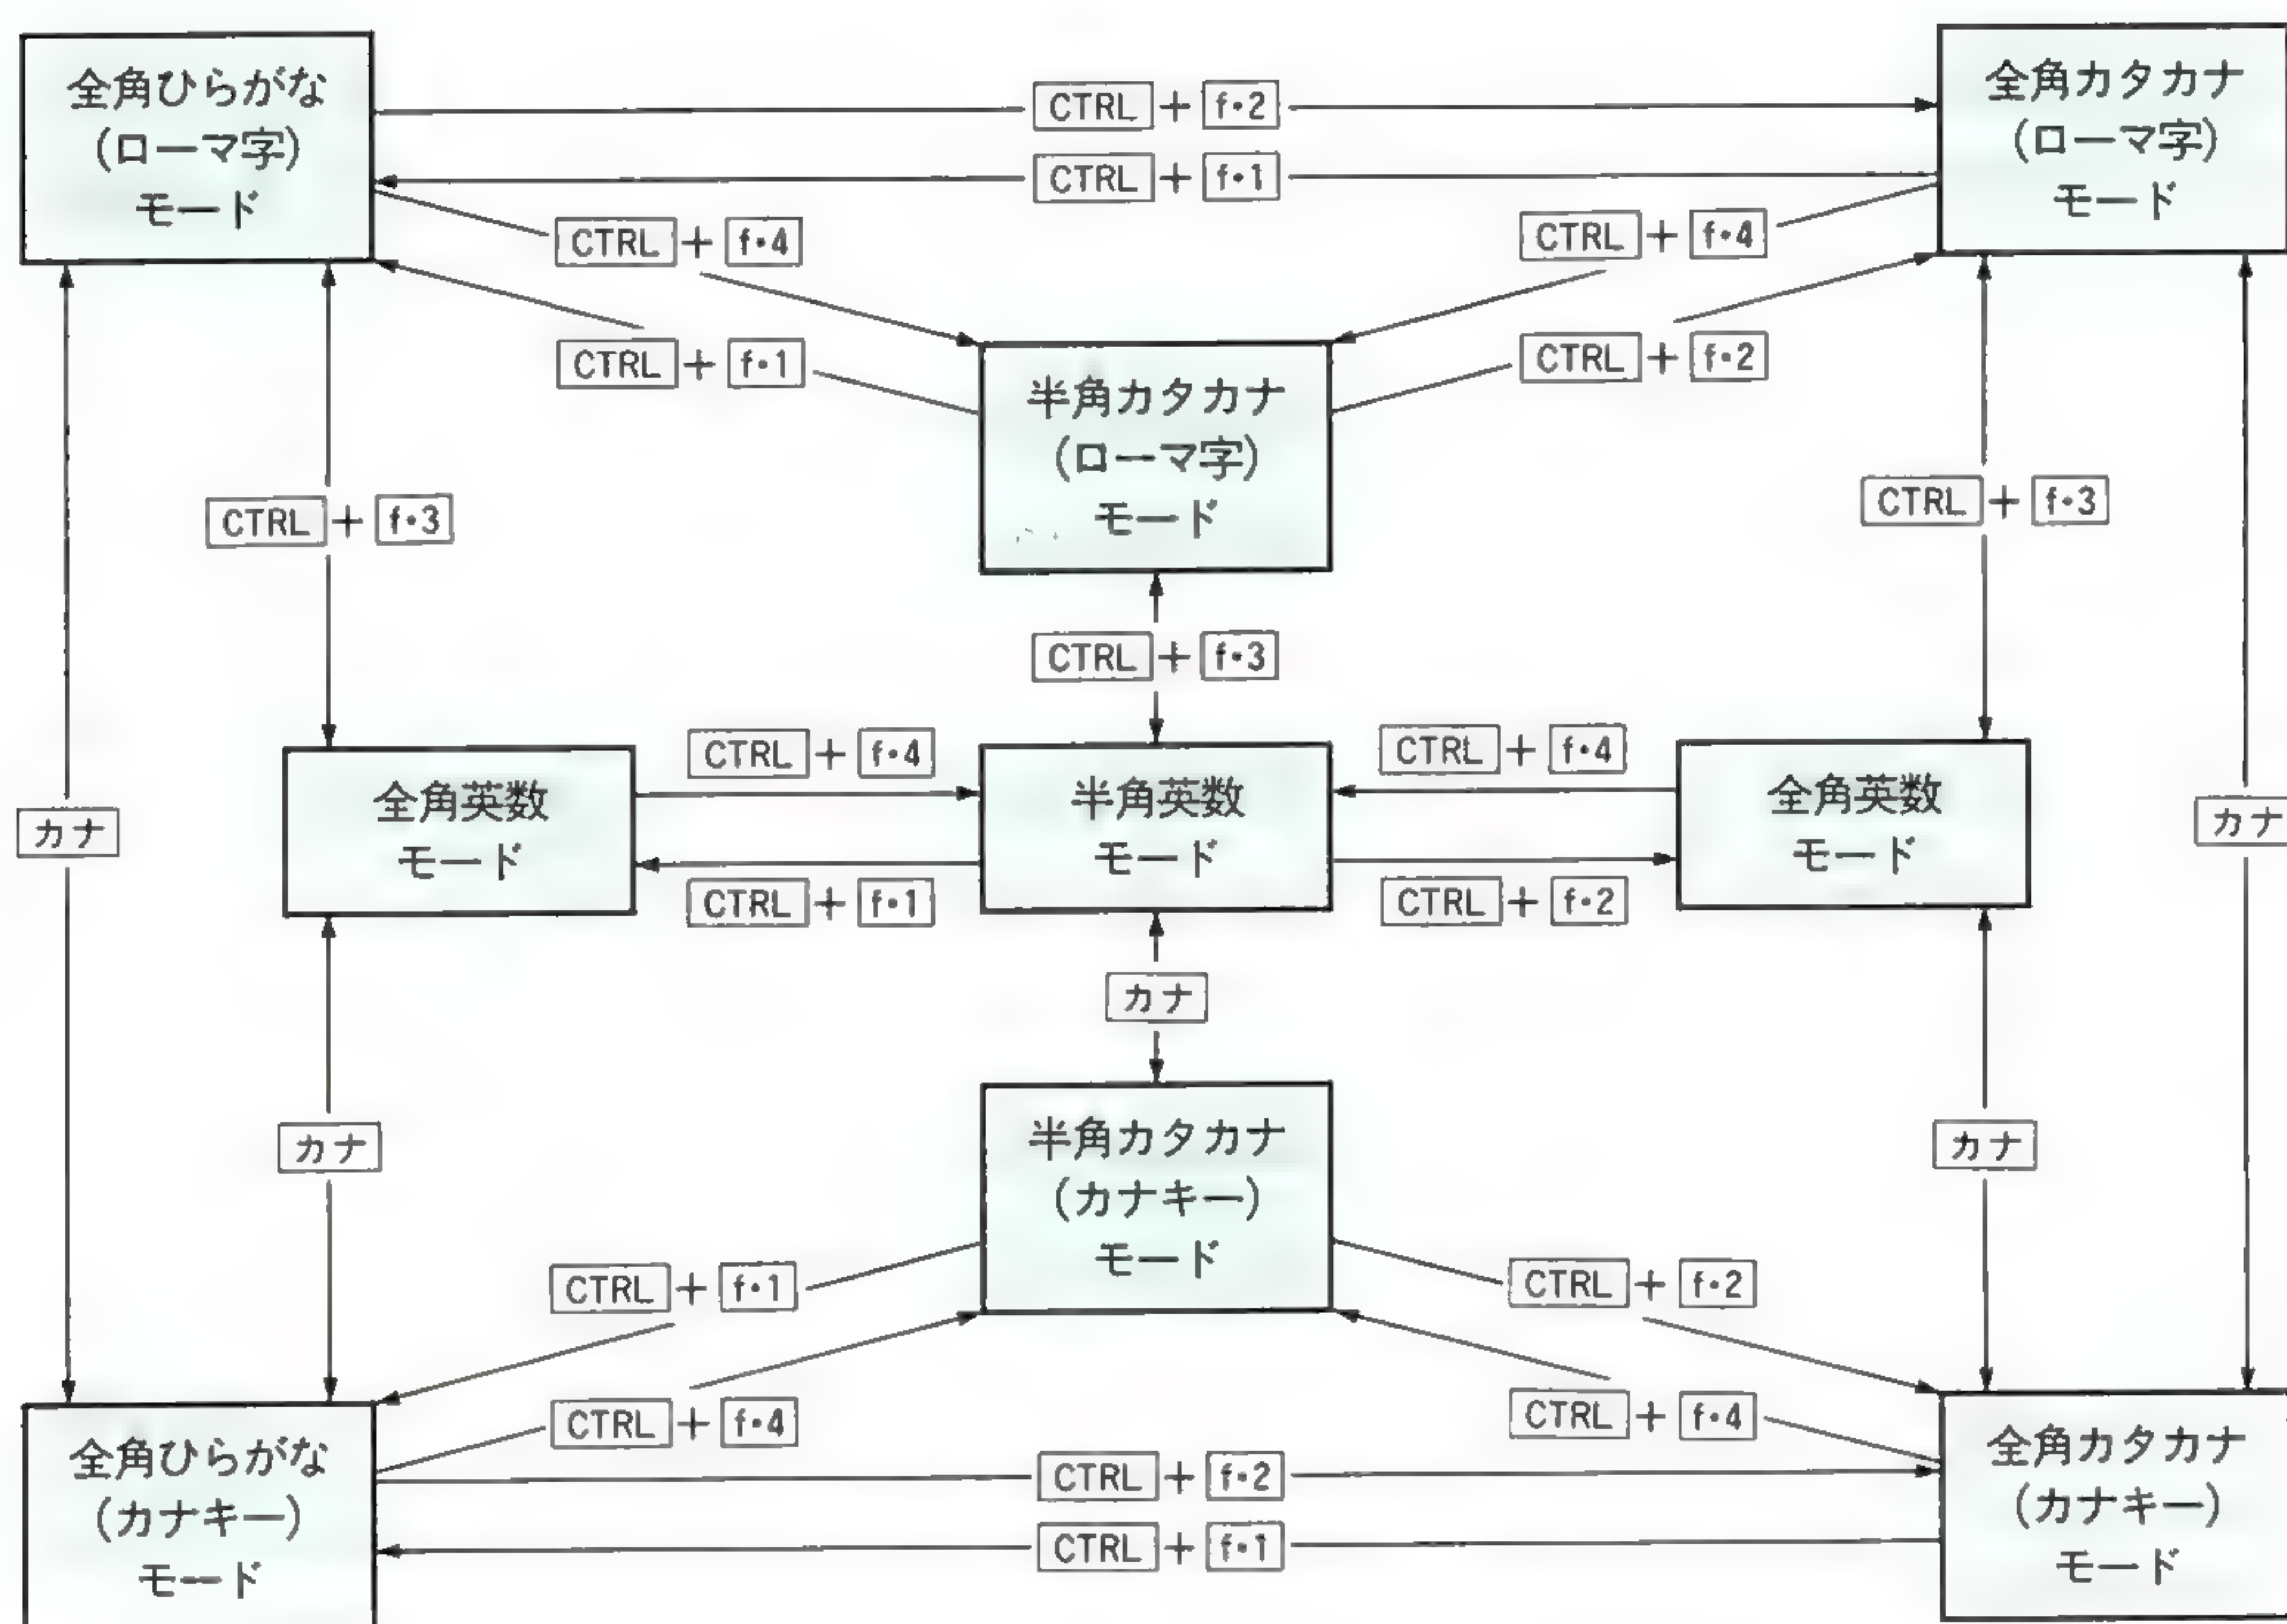 全角ひらがな
(ローマ字)
モード
CTRL + f・2
CTRL + f・1
全角カタカナ
(ローマ字)
モード
CTRL + f・4
CTRL + f・4
CTRL + f・1
CTRL + f・2
半角カタカナ
(ローマ字)
モード
CTRL + f・3
CTRL + f・3
CTRL + f・3
カナ
全角英数
モード
CTRL + f・4
CTRL + f・1
半角英数
モード
CTRL + f・4
CTRL + f・2
全角英数
モード
カナ
カナ
カナ
カナ
半角カタカナ
(カナキー)
モード
CTRL + f・1
CTRL + f・2
CTRL + f・4
CTRL + f・4
全角ひらがな
(カナキー)
モード
CTRL + f・2
CTRL + f・1
全角カタカナ
(カナキー)
モード